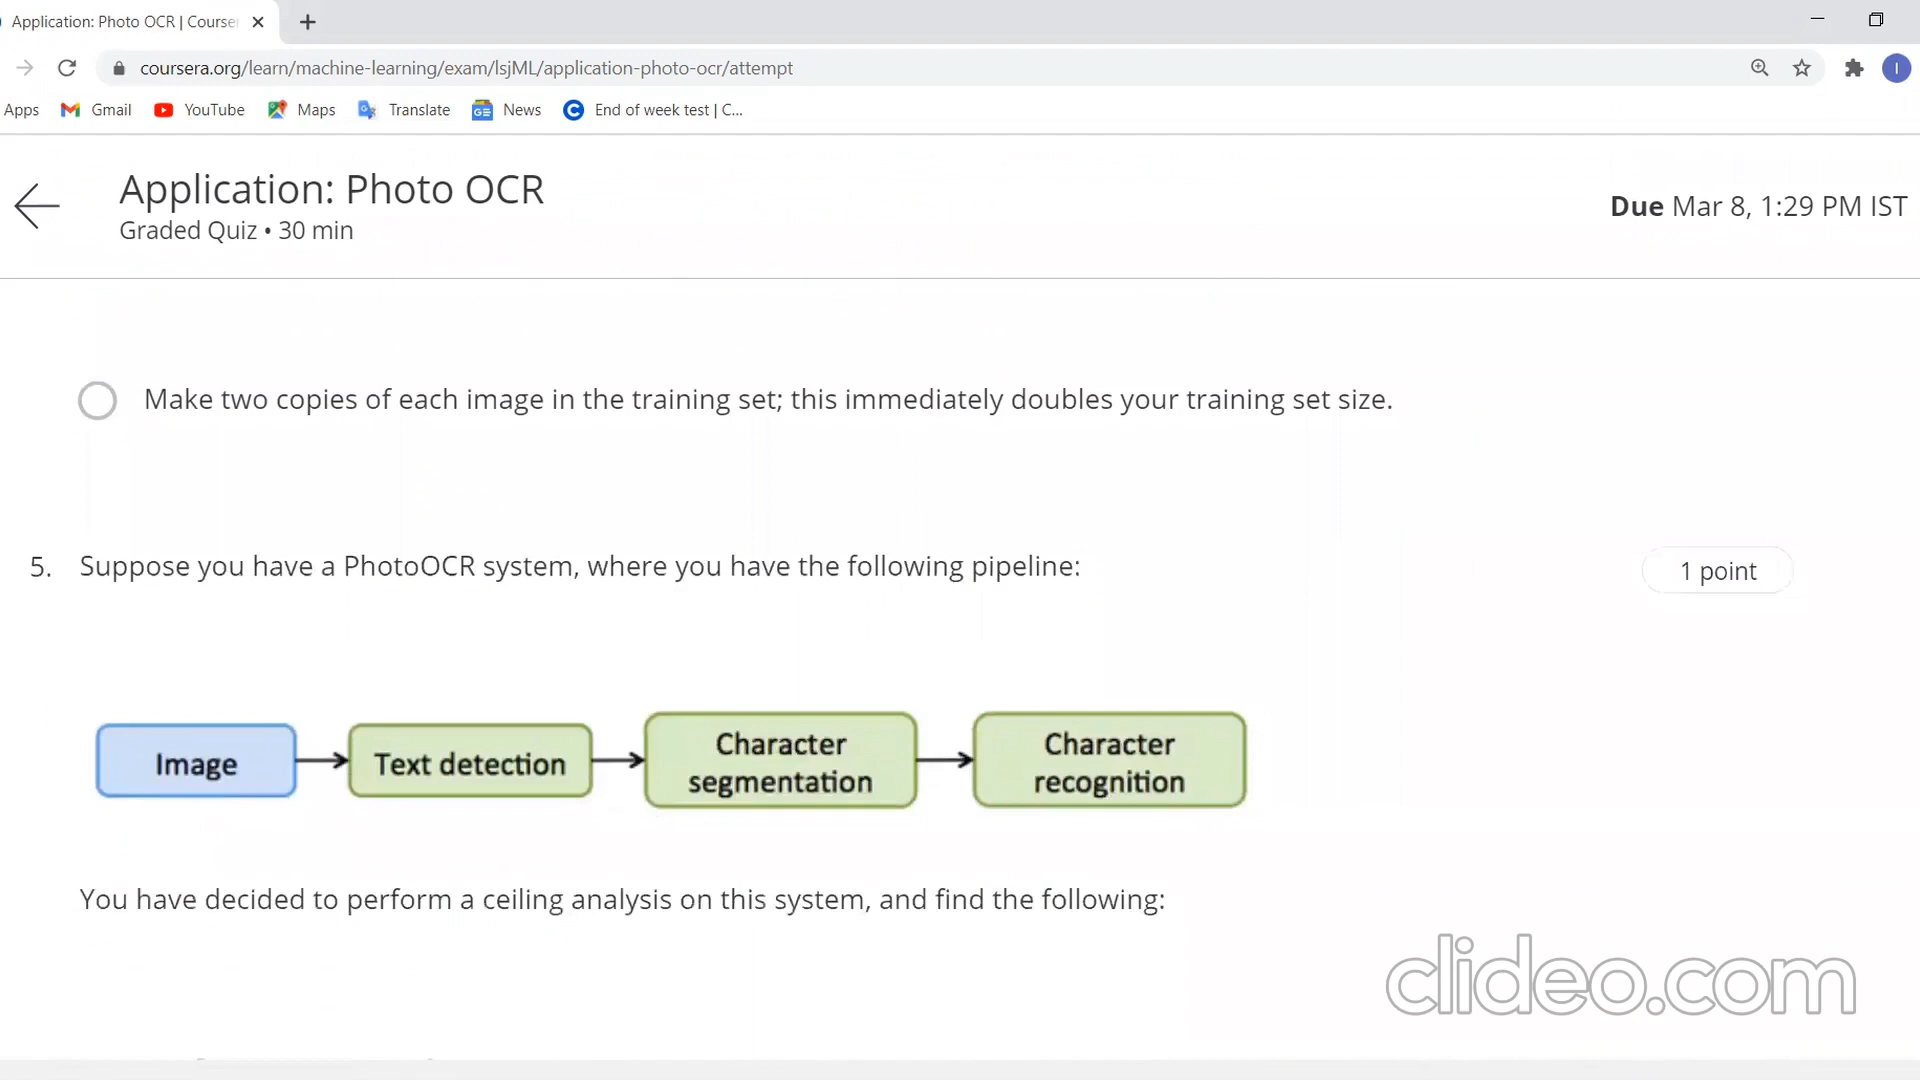 Application: Photo OCR | Course
coursera.org/learn/machine-learning/exam/lsjML/application-photo-ocr/attempt
I
Apps
Gmail
YouTube
Maps
Translate
News
End of week test | C...
Application: Photo OCR
Graded Quiz • 30 min
Due Mar 8, 1:29 PM IST
Make two copies of each image in the training set; this immediately doubles your training set size.
5. Suppose you have a PhotoOCR system, where you have the following pipeline:
1 point
Image
Text detection
Character
segmentation
Character
recognition
You have decided to perform a ceiling analysis on this system, and find the following:
clideo.com